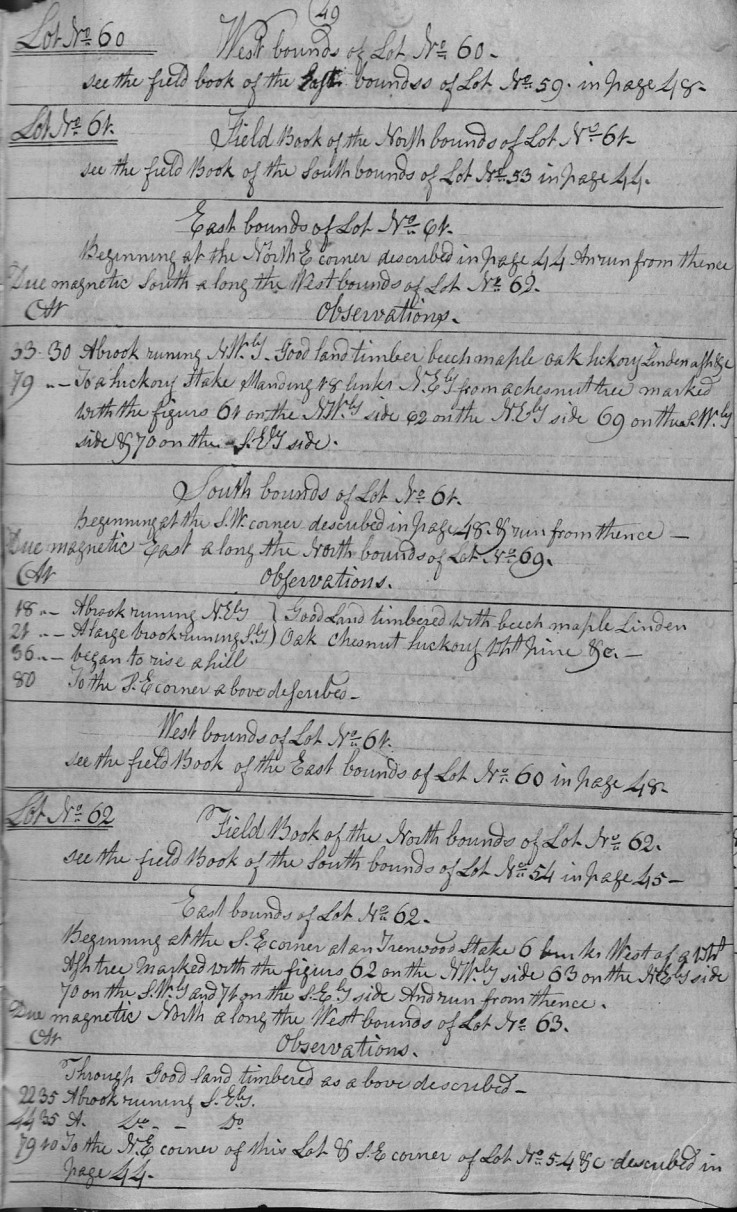 49
Lot No 60
West bounds of Lot No 60 -
see the field book of the East boundss of Lot No 59. in page 48-
Lot No 61.
Field Book of the North bounds of Lot No 61-
see the field Book of the South bounds of Lot No 53 in page 44.
East bounds of Lot No 61.
Beginning at the North E corner described in page 44 An run from thence
Due magnetic South a long the West bounds of Lot No 62.
Ch
Observations.
33-30 A brook runing N.Wly. Good land timber beech maple oak hickory Linden ash &c
79 .. - To a hickory Stake standing 18 links N.Ely from a chesnut tree marked
with the figurs 61 on the N.Wly side 62 on the N.Ely side 69 on the S.Wly
side & 70 on the - S.Ely side.
South bounds of Lot No 61.
beginning at the S.W. corner described in page 48. & run from thence -
Due magnetic East a long the North bounds of Lot No 69.
Ch
Observations.
18 .. - A brook runing N.Ely } Good Land timbered with beech maple Linden
21 .. - A large brook runing S.ly } Oak chesnut hickory Wht pine &c. -
36 .. - began to rise a hill
80 To the S.E corner above describes -
West bounds of Lot No 61.
see the field Book of the East bounds of Lot No 60 in page 48-
Lot No 62
Field Book of the North bounds of Lot No 62.
see the field Book of the South bounds of Lot No 54 in page 45-
East bounds of Lot No 62.
Beginning at the S.E corner at an Irenwood Stake 6 links West of a Wht
Ash tree marked with the figurs 62 on the N.Wly side 63 on the N.Ely side
70 on the S.Wly and 71 on the S.Ely side And run from thence.
Due magnetic North a long the West bounds of Lot No 63.
Ch
Observations.
Through Good land timbered as a bove described -
22 35 A brook runing S.Ely.
44 35 A. Do - - Do
79 10 To the N.E corner of this Lot & S.E corner of Lot No 54 &c described in
page 44.